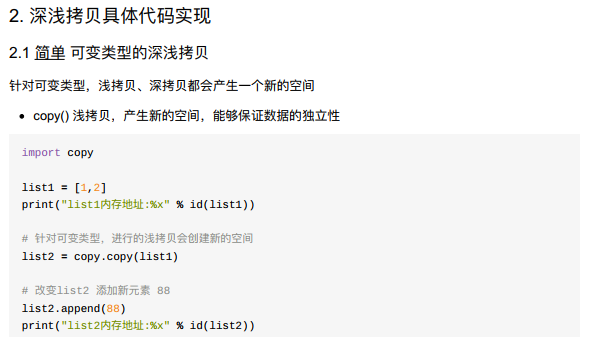 2. 深浅拷贝具体代码实现
2.1 简单 可变类型的深浅拷贝
针对可变类型，浅拷贝、深拷贝都会产生一个新的空间
• copy() 浅拷贝，产生新的空间，能够保证数据的独立性
import copy
list1 = [1,2]
print("list1内存地址:%x" % id(list1))
# 针对可变类型，进行的浅拷贝会创建新的空间
list2 = copy.copy(list1)
# 改变list2 添加新元素 88
list2.append(88)
print("list2内存地址:%x" % id(list2))